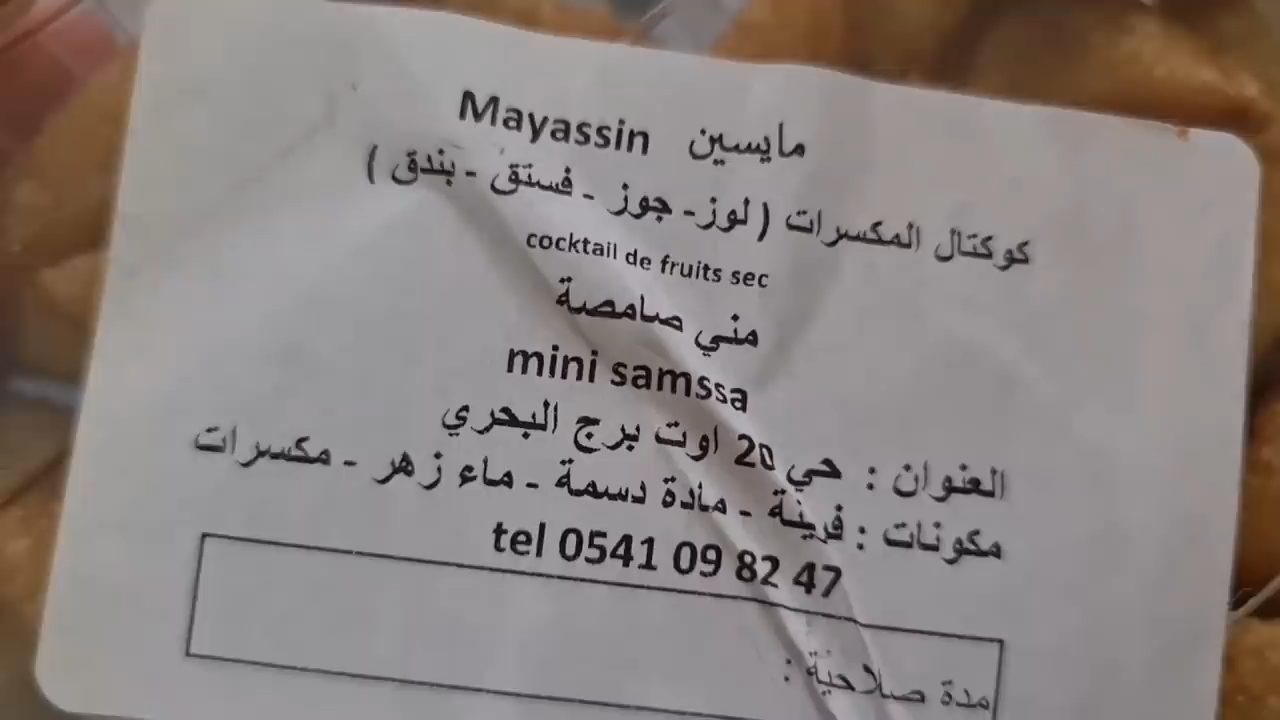 Mayassin مايسين
كوكتال المكسرات ( لوز- جوز - فستق - بندق )
cocktail de fruits sec
مني صامصة
mini samssa
العنوان : حي 20 اوت برج البحري
مكونات : فرينة - مادة دسمة - ماء زهر - مكسرات
tel 0541 09 82 47
مدة صلاحية :